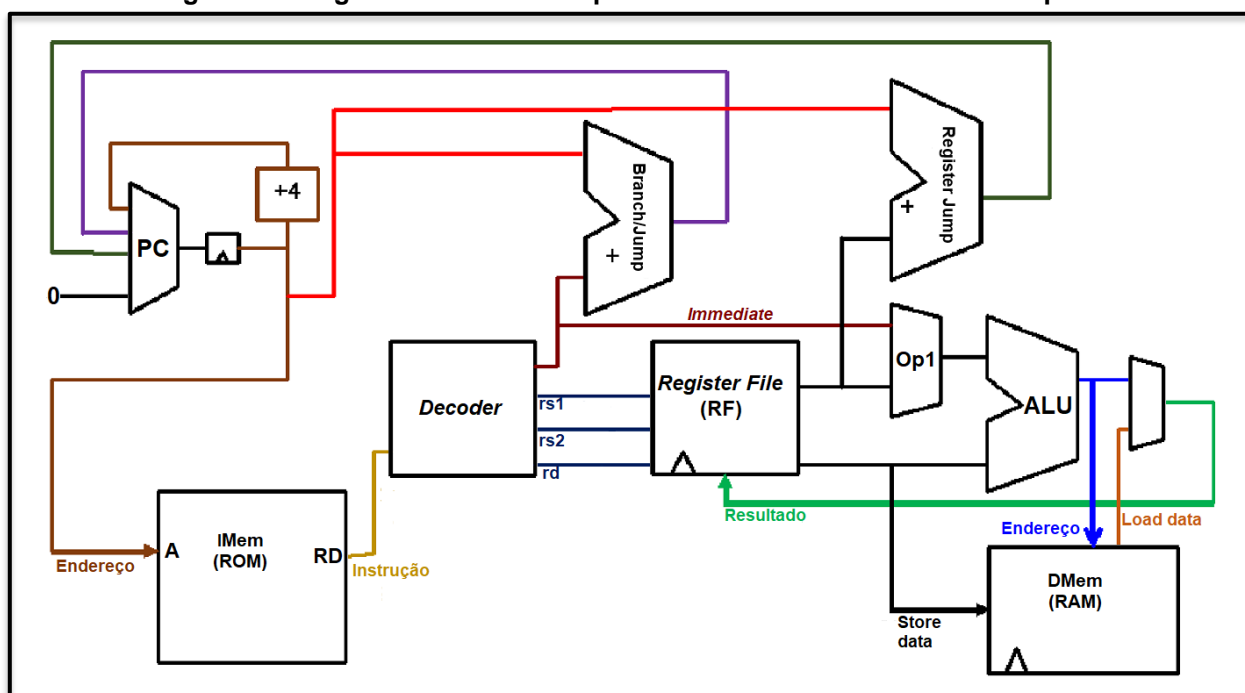 +4
PC
0
Branch/Jump
+
Register Jump
+
Immediate
Op1
Decoder
rs1
rs2
rd
Register File
(RF)
ALU
Resultado
Endereço
Load data
Endereço
A
IMem
(ROM)
RD
Instrução
Store
data
DMem
(RAM)